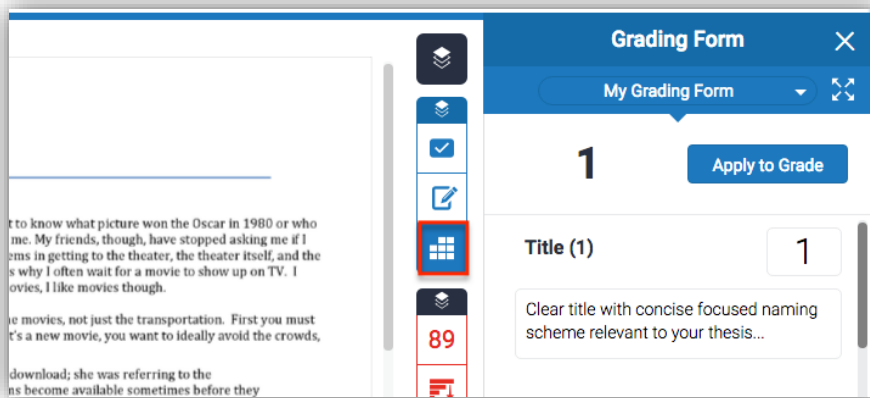 t to know what picture won the Oscar in 1980 or who
me. My friends, though, have stopped asking me if I
ems in getting to the theater, the theater itself, and the
s why I often wait for a movie to show up on TV. I
ovies, I like movies though.
e movies, not just the transportation. First you must
t's a new movie, you want to ideally avoid the crowds,
download; she was referring to the
ns become available sometimes before they
89
Grading Form
My Grading Form
1
Apply to Grade
Title (1)
1
Clear title with concise focused naming
scheme relevant to your thesis...